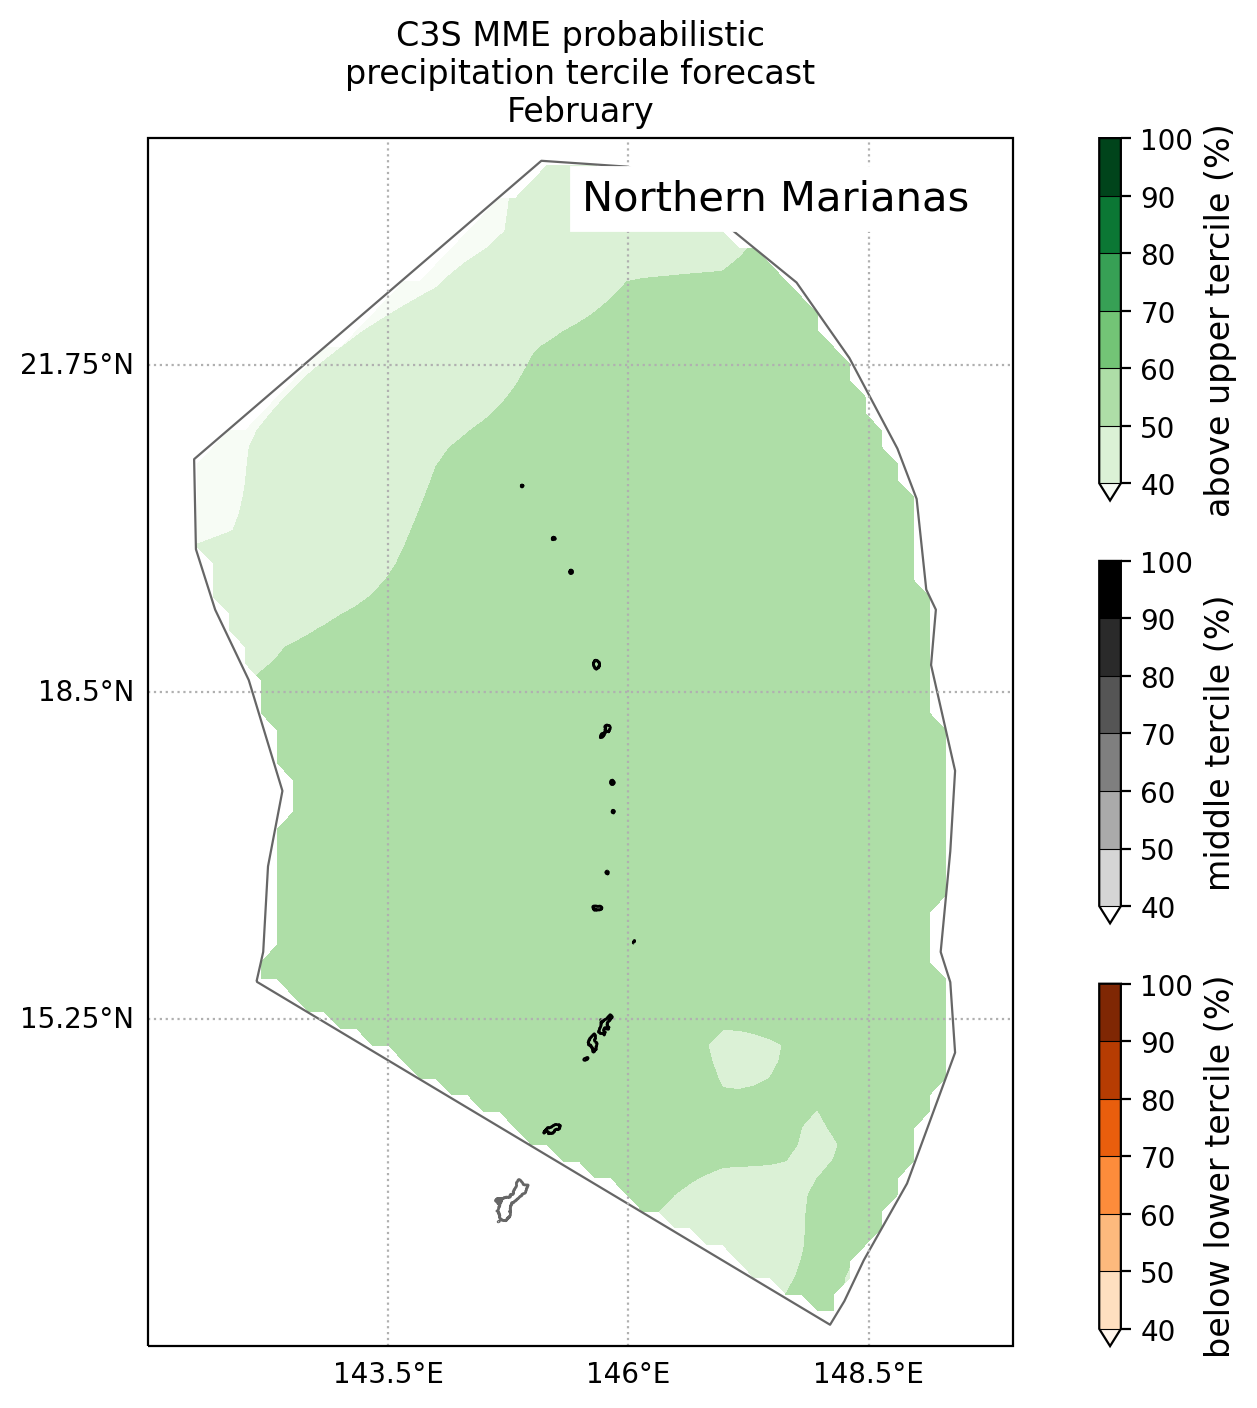 C3S MME probabilistic
precipitation tercile forecast
February
Northern Marianas
21.75°N
18.5°N
15.25°N
143.5°E
146°E
148.5°E
100
90
80
70
60
50
40
above upper tercile (%)
100
90
80
70
60
50
40
middle tercile (%)
100
90
80
70
60
50
40
below lower tercile (%)